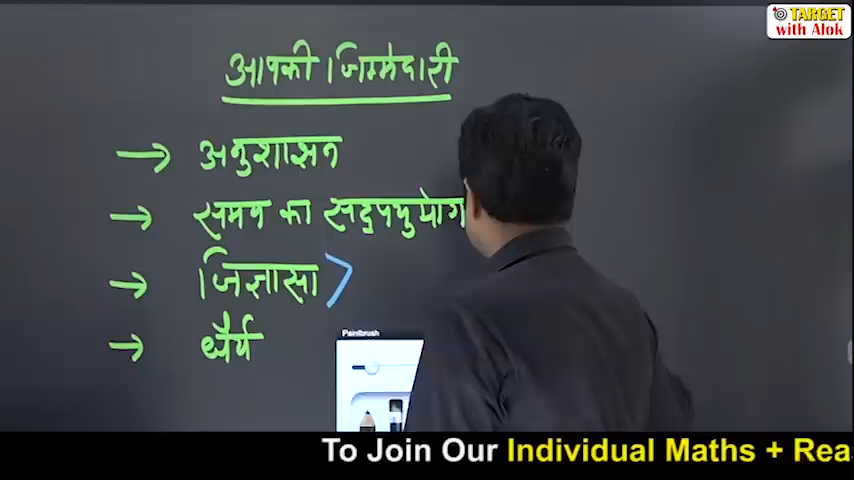 TARGET
with Alok
आपकी जिम्मेदारी
→ अनुशासन
→ समय का सदुपयुयोग
→ जिज्ञासा >
→ धैर्य
Paintbrush
To Join Our Individual Maths + Rea